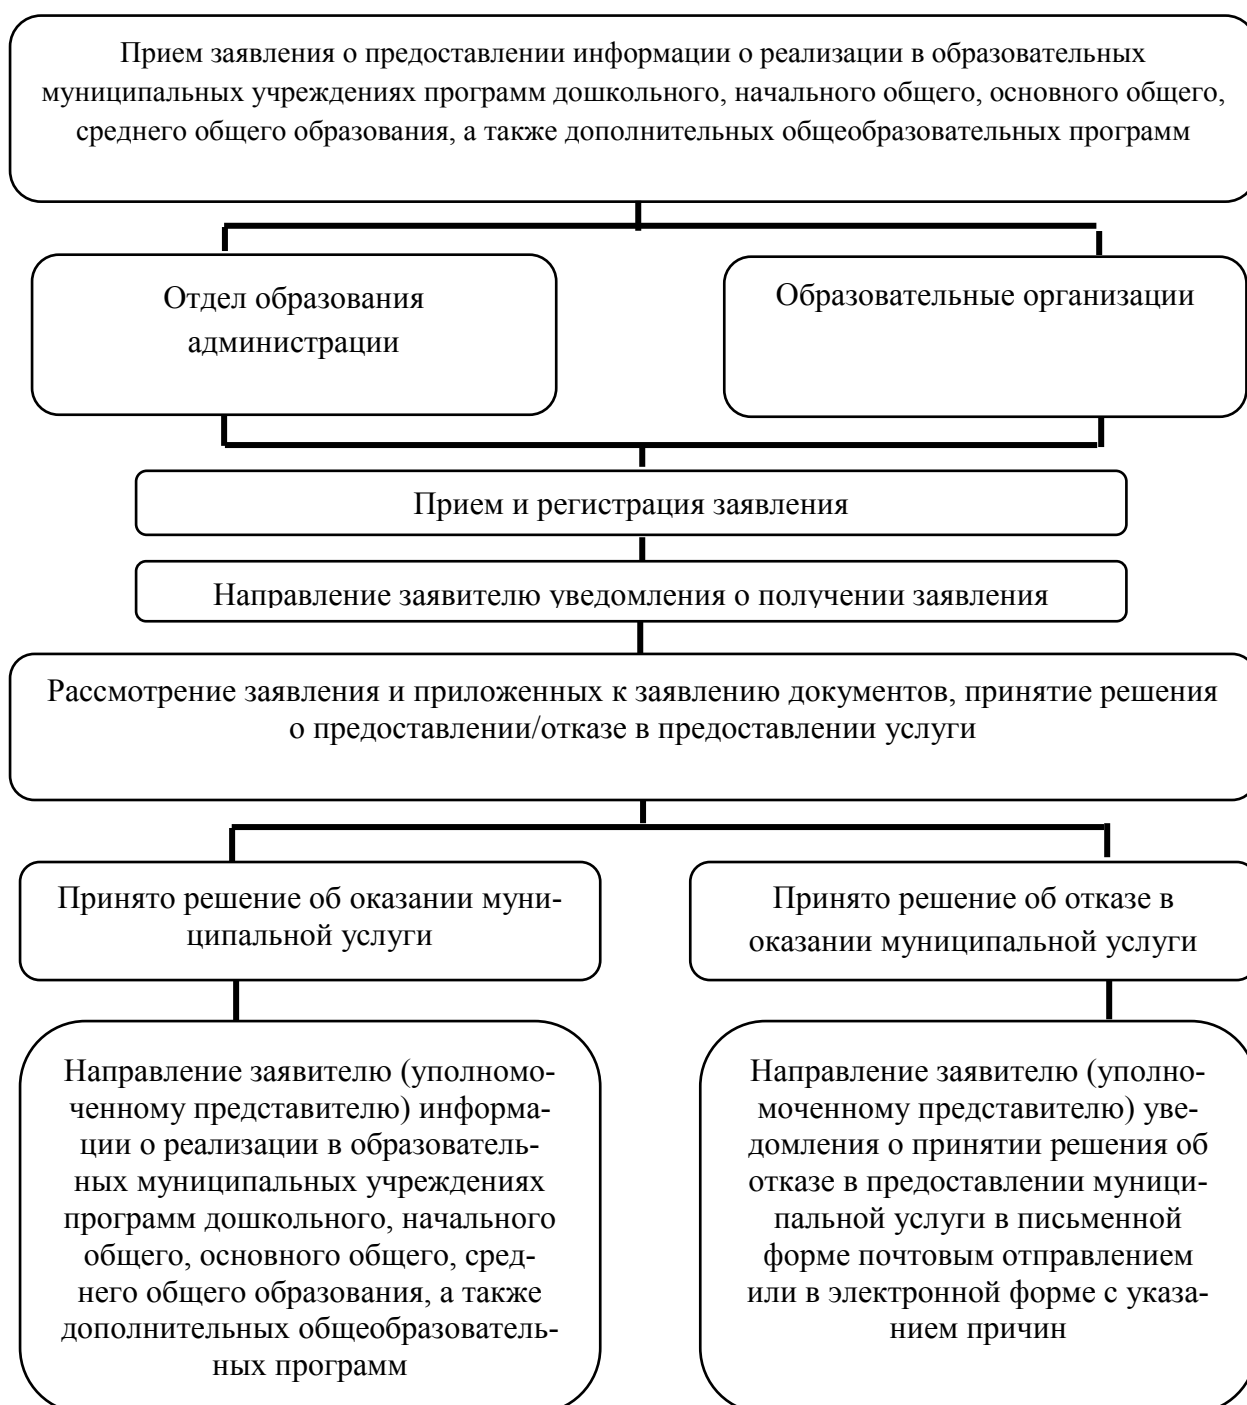 Прием заявления о предоставлении информации о реализации в образовательных
муниципальных учреждениях программ дошкольного, начального общего, основного общего,
среднего общего образования, а также дополнительных общеобразовательных программ
Отдел образования
администрации
Образовательные организации
Прием и регистрация заявления
Направление заявителю уведомления о получении заявления
Рассмотрение заявления и приложенных к заявлению документов, принятие решения
о предоставлении/отказе в предоставлении услуги
Принято решение об оказании муни-
ципальной услуги
Принято решение об отказе в
оказании муниципальной услуги
Направление заявителю (уполномо-
ченному представителю) информа-
ции о реализации в образователь-
ных муниципальных учреждениях
программ дошкольного, начального
общего, основного общего, сред-
него общего образования, а также
дополнительных общеобразователь-
ных программ
Направление заявителю (уполно-
моченному представителю) уве-
домления о принятии решения об
отказе в предоставлении муници-
пальной услуги в письменной
форме почтовым отправлением
или в электронной форме с указа-
нием причин